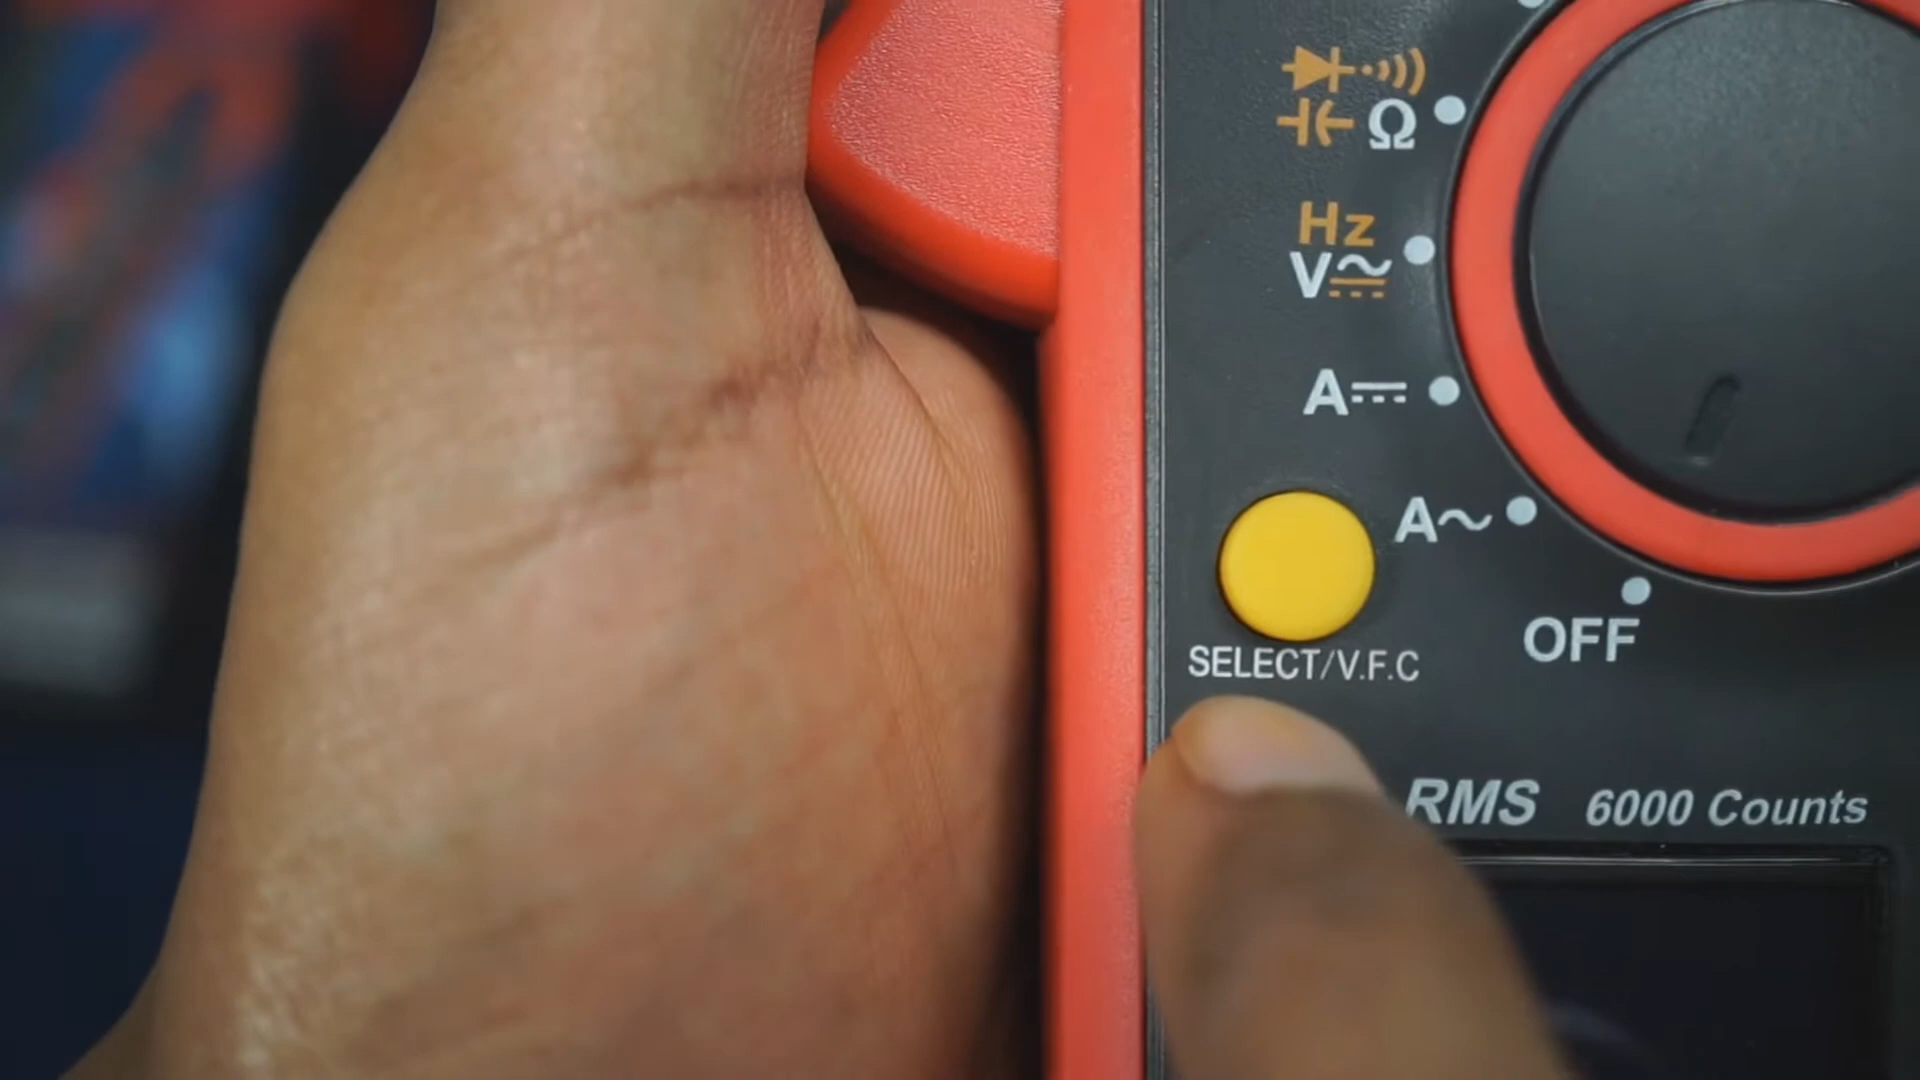 Ω
Hz
V
A
A
OFF
SELECT/V.F.C
RMS 6000 Counts